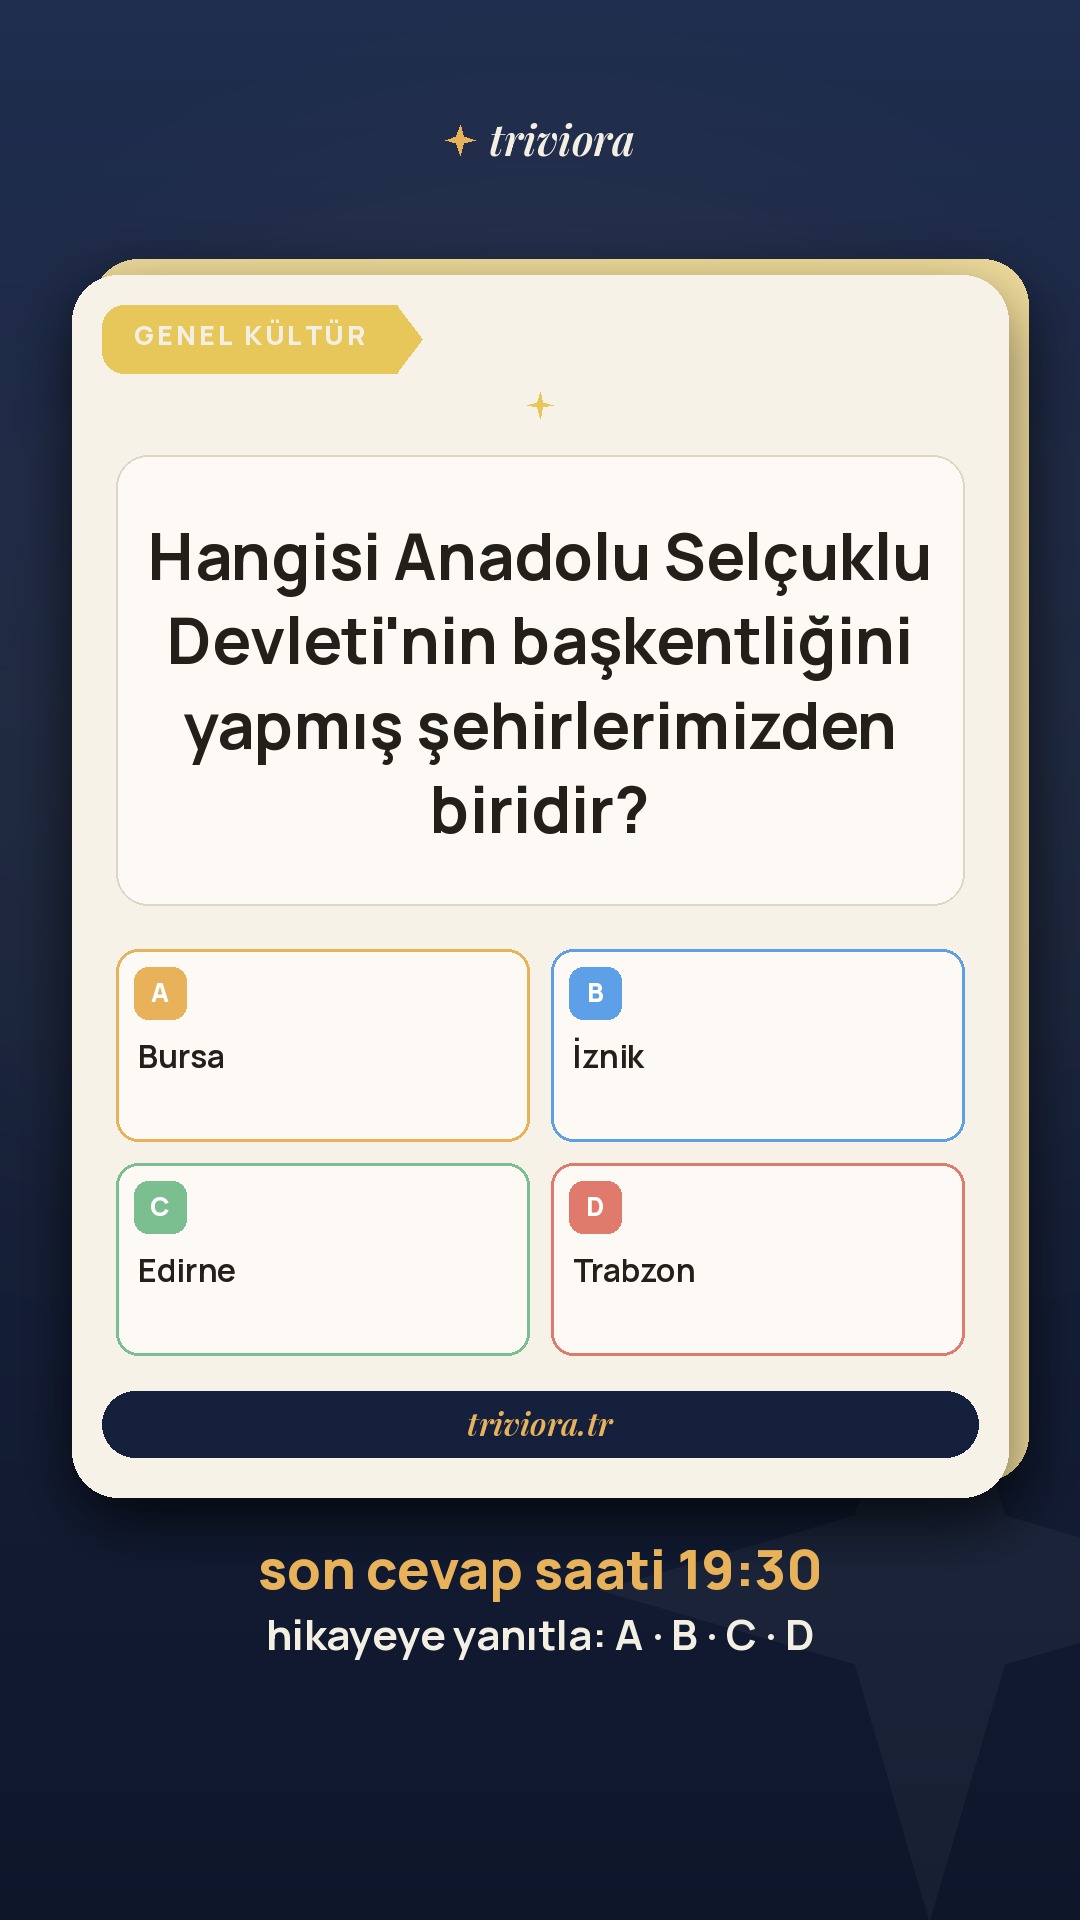 triviora
GENEL KÜLTÜR
Hangisi Anadolu Selçuklu
Devleti'nin başkentliğini
yapmış şehirlerimizden
biridir?
A
Bursa
B
İznik
C
Edirne
D
Trabzon
triviora.tr
son cevap saati 19:30
hikayeye yanıtla: A · B · C · D